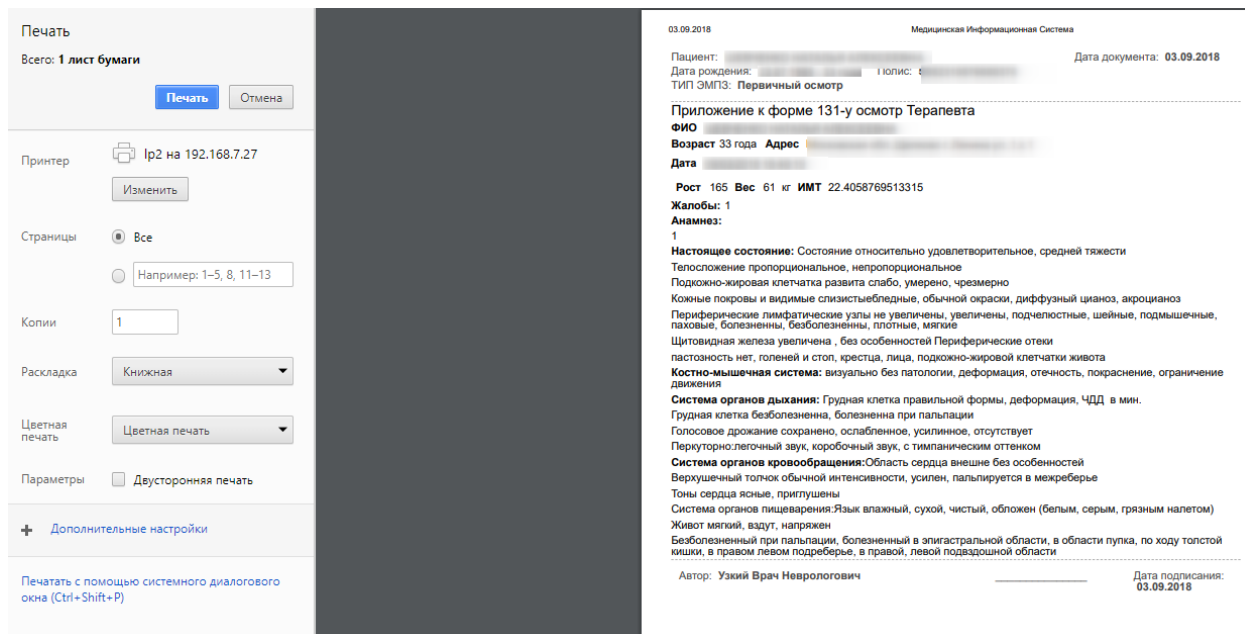 Печать
Всего: 1 лист бумаги
Печать
Отмена
Принтер
lp2 на 192.168.7.27
Изменить
Страницы
Все
Например: 1–5, 8, 11–13
Копии
1
Раскладка
Книжная
Цветная
печать
Цветная печать
Параметры
Двусторонняя печать
+ Дополнительные настройки
Печатать с помощью системного диалогового
окна (Ctrl+Shift+P)
03.09.2018 Медицинская Информационная Система
Пациент: Дата документа: 03.09.2018
Дата рождения: Полис:
ТИП ЭМПЗ: Первичный осмотр
Приложение к форме 131-у осмотр Терапевта
ФИО
Возраст 33 года Адрес
Дата
Рост 165 Вес 61 кг ИМТ 22.4058769513315
Жалобы: 1
Анамнез:
1
Настоящее состояние: Состояние относительно удовлетворительное, средней тяжести
Телосложение пропорциональное, непропорциональное
Подкожно-жировая клетчатка развита слабо, умерено, чрезмерно
Кожные покровы и видимые слизистыебледные, обычной окраски, диффузный цианоз, акроцианоз
Периферические лимфатические узлы не увеличены, увеличены, подчелюстные, шейные, подмышечные,
паховые, болезненны, безболезненны, плотные, мягкие
Щитовидная железа увеличена , без особенностей Периферические отеки
пастозность нет, голеней и стоп, крестца, лица, подкожно-жировой клетчатки живота
Костно-мышечная система: визуально без патологии, деформация, отечность, покраснение, ограничение
движения
Система органов дыхания: Грудная клетка правильной формы, деформация, ЧДД в мин.
Грудная клетка безболезненна, болезненна при пальпации
Голосовое дрожание сохранено, ослабленное, усилинное, отсутствует
Перкуторно:легочный звук, коробочный звук, с тимпаническим оттенком
Система органов кровообращения:Область сердца внешне без особенностей
Верхушечный толчок обычной интенсивности, усилен, пальпируется в межреберье
Тоны сердца ясные, приглушены
Система органов пищеварения:Язык влажный, сухой, чистый, обложен (белым, серым, грязным налетом)
Живот мягкий, вздут, напряжен
Безболезненный при пальпации, болезненный в эпигастральной области, в области пупка, по ходу толстой
кишки, в правом левом подреберье, в правой, левой подвздошной области
Автор: Узкий Врач Неврологович Дата подписания:
03.09.2018